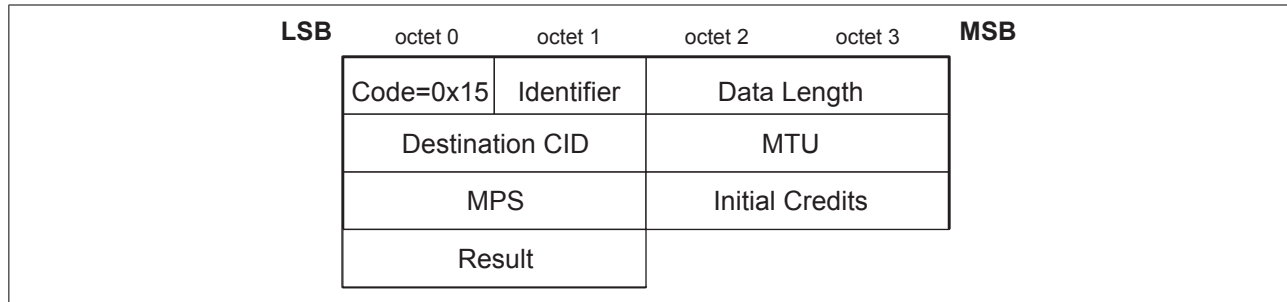 LSB octet 0 octet 1 octet 2 octet 3 MSB
Code=0x15 Identifier Data Length
Destination CID MTU
MPS Initial Credits
Result